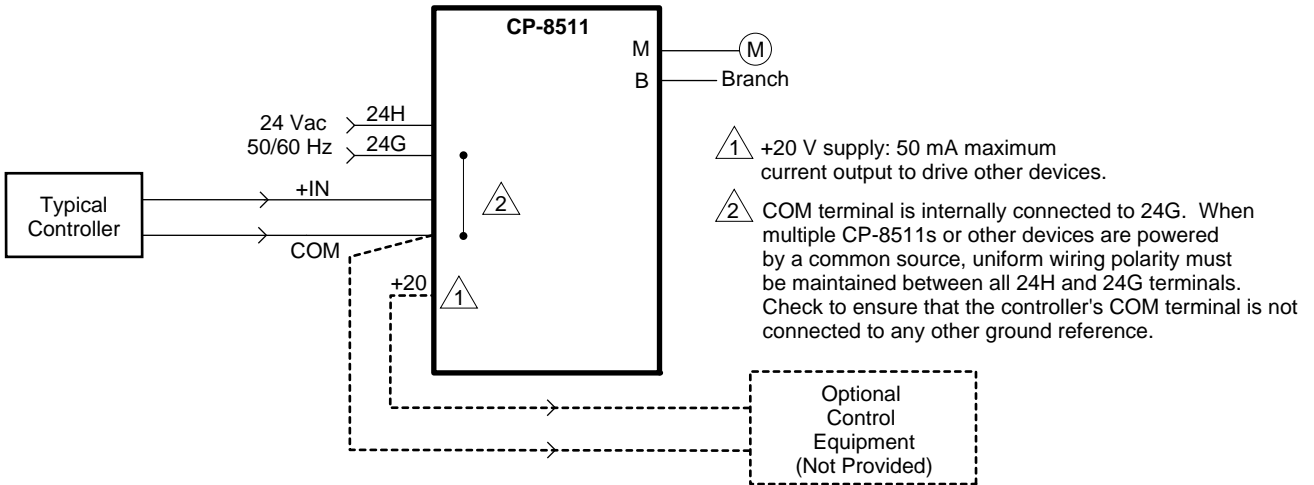 CP-8511
M
M
B
Branch
24 Vac
50/60 Hz
24H
24G
Typical
Controller
+IN
COM
2
+20
1
1
+20 V supply: 50 mA maximum
current output to drive other devices.
2
COM terminal is internally connected to 24G. When
multiple CP-8511s or other devices are powered
by a common source, uniform wiring polarity must
be maintained between all 24H and 24G terminals.
Check to ensure that the controller's COM terminal is not
connected to any other ground reference.
Optional
Control
Equipment
(Not Provided)